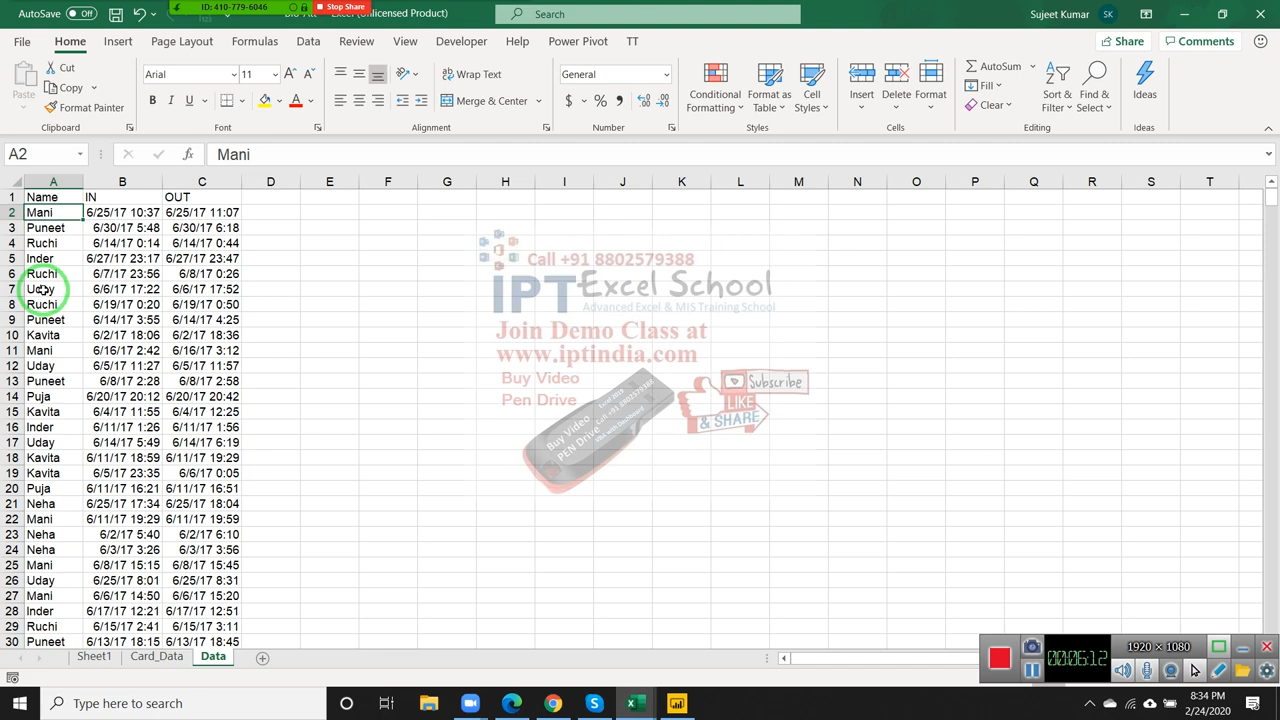 AutoSave Off
ID: 410-779-6046 Stop Share
Excel (Unlicensed Product)
Search
Sujeet Kumar SK
File Home Insert Page Layout Formulas Data Review View Developer Help Power Pivot TT
Share Comments
Paste Cut Copy Format Painter
Arial 11
Wrap Text
Merge & Center
General
Conditional Formatting Format as Table Cell Styles
Insert Delete Format
AutoSum Fill Clear
Sort & Filter Find & Select Ideas
Clipboard Font Alignment Number Styles Cells Editing Ideas
A2 fx Mani
A B C D E F G H I J K L M N O P Q R S T
1 Name IN OUT
2 Mani 6/25/17 10:37 6/25/17 11:07
3 Puneet 6/30/17 5:48 6/30/17 6:18
4 Ruchi 6/14/17 0:14 6/14/17 0:44
5 Inder 6/27/17 23:17 6/27/17 23:47
6 Ruchi 6/7/17 23:56 6/8/17 0:26
7 Uday 6/6/17 17:22 6/6/17 17:52
8 Ruchi 6/19/17 0:20 6/19/17 0:50
9 Puneet 6/14/17 3:55 6/14/17 4:25
10 Kavita 6/2/17 18:06 6/2/17 18:36
11 Mani 6/16/17 2:42 6/16/17 3:12
12 Uday 6/5/17 11:27 6/5/17 11:57
13 Puneet 6/8/17 2:28 6/8/17 2:58
14 Puja 6/20/17 20:12 6/20/17 20:42
15 Kavita 6/4/17 11:55 6/4/17 12:25
16 Inder 6/11/17 1:26 6/11/17 1:56
17 Uday 6/14/17 5:49 6/14/17 6:19
18 Kavita 6/11/17 18:59 6/11/17 19:29
19 Kavita 6/5/17 23:35 6/6/17 0:05
20 Puja 6/11/17 16:21 6/11/17 16:51
21 Neha 6/25/17 17:34 6/25/17 18:04
22 Mani 6/11/17 19:29 6/11/17 19:59
23 Neha 6/2/17 5:40 6/2/17 6:10
24 Neha 6/3/17 3:26 6/3/17 3:56
25 Mani 6/8/17 15:15 6/8/17 15:45
26 Uday 6/25/17 8:01 6/25/17 8:31
27 Mani 6/6/17 14:50 6/6/17 15:20
28 Inder 6/17/17 12:21 6/17/17 12:51
29 Ruchi 6/15/17 2:41 6/15/17 3:11
30 Puneet 6/13/17 18:15 6/13/17 18:45
Call +91 8802579388
IPT Excel School
Advanced Excel & MIS Training School
Join Demo Class at
www.iptindia.com
Buy Video
Pen Drive
Buy Video
PEN Drive
Call +91 8802579388
Subscribe
LIKE
& SHARE
Sheet1 Card_Data Data
00:06:12
1920 × 1080
Type here to search
8:34 PM
2/24/2020